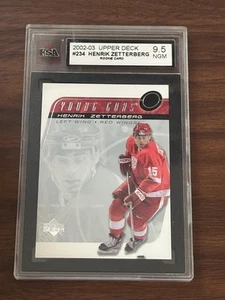 KSA
2002-03 UPPER DECK
#234 HENRIK ZETTERBERG
ROOKIE CARD
9.5
NGM
YOUNG GUNS
HENRIK ZETTERBERG
LEFT WING • RED WINGS
15